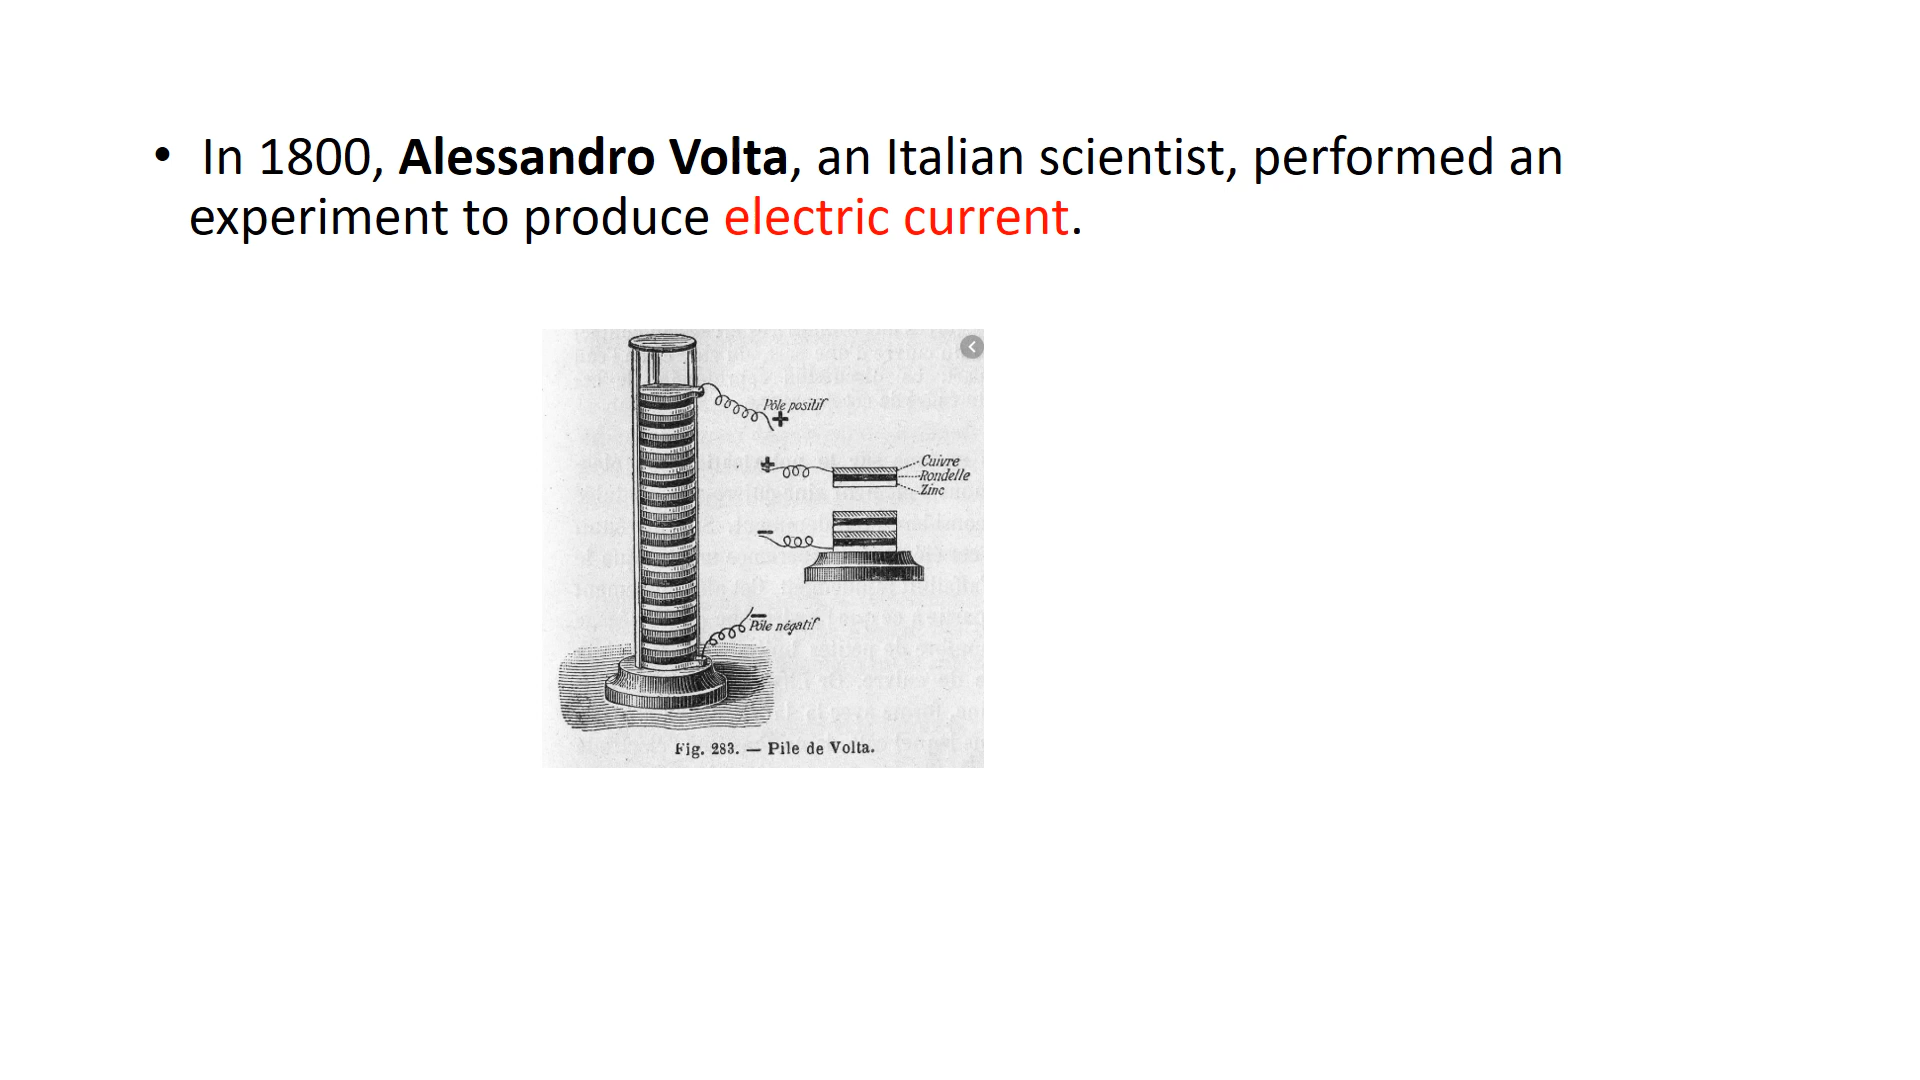 • In 1800, Alessandro Volta, an Italian scientist, performed an
experiment to produce electric current.
Pôle positif
+
+
Cuivre
Rondelle
Zinc
−
−
Pôle négatif
Fig. 283. — Pile de Volta.